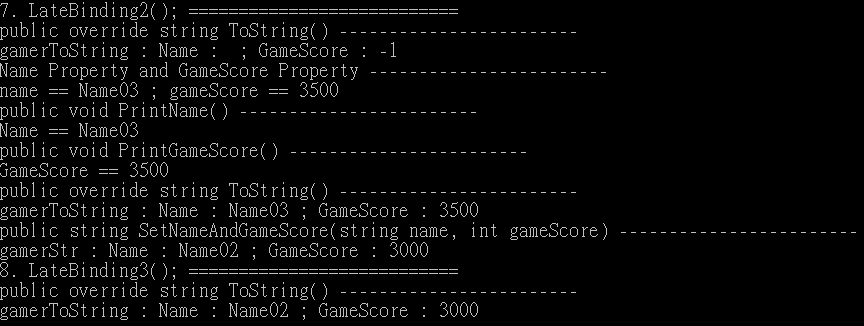 7. LateBinding2(); ===========================
public override string ToString() ------------------------
gamerToString : Name :  ; GameScore : -1
Name Property and GameScore Property ------------------------
name == Name03 ; gameScore == 3500
public void PrintName() ------------------------
Name == Name03
public void PrintGameScore() ------------------------
GameScore == 3500
public override string ToString() ------------------------
gamerToString : Name : Name03 ; GameScore : 3500
public string SetNameAndGameScore(string name, int gameScore) ------------------------
gamerStr : Name : Name02 ; GameScore : 3000
8. LateBinding3(); ===========================
public override string ToString() ------------------------
gamerToString : Name : Name02 ; GameScore : 3000